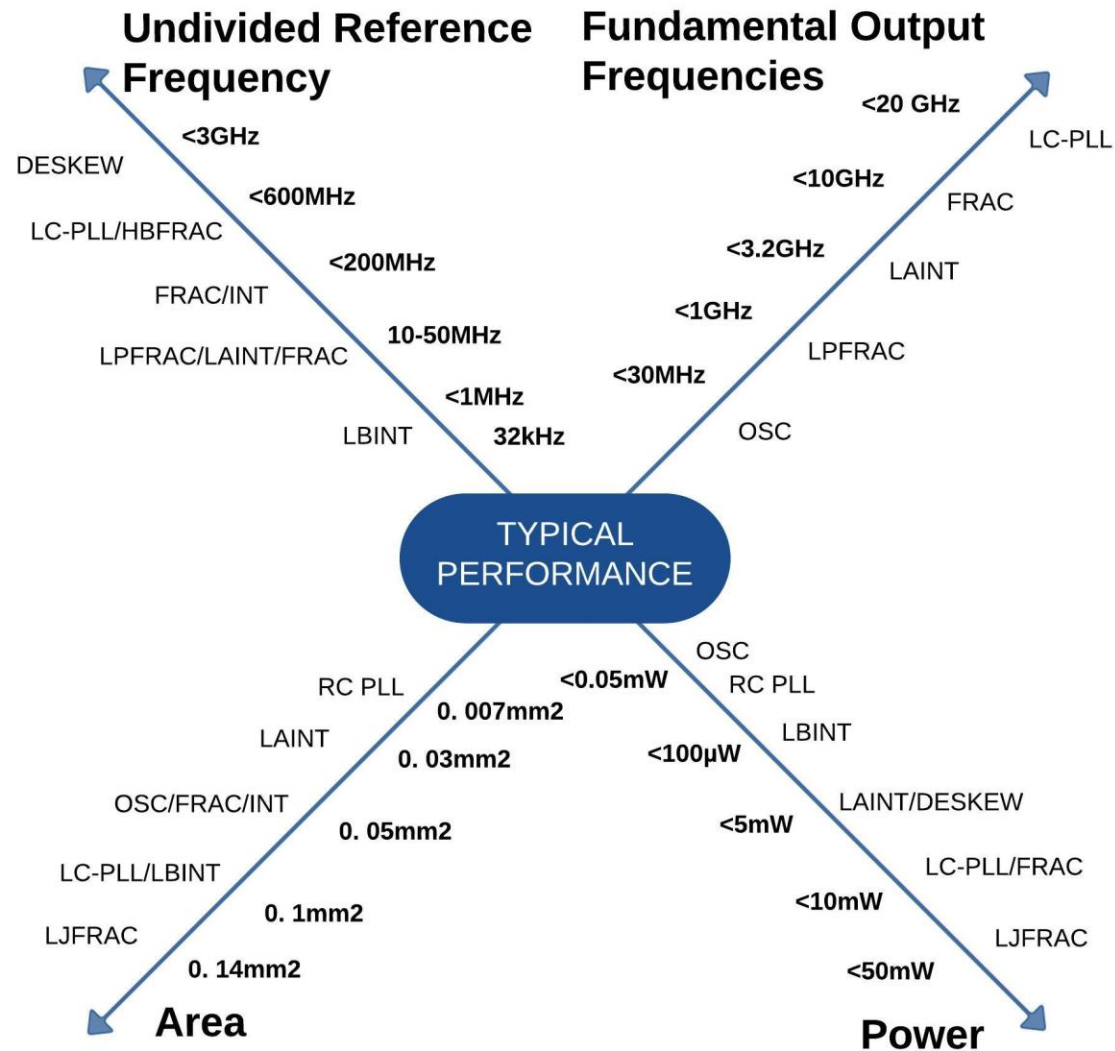 Undivided Reference
Frequency
<3GHz
DESKEW
<600MHz
LC-PLL/HBFRAC
<200MHz
FRAC/INT
10-50MHz
LPFRAC/LAINT/FRAC
<1MHz
LBINT
32kHz
Fundamental Output
Frequencies
<20 GHz
LC-PLL
<10GHz
FRAC
<3.2GHz
LAINT
<1GHz
LPFRAC
<30MHz
OSC
TYPICAL
PERFORMANCE
RC PLL
0. 007mm2
LAINT
0. 03mm2
OSC/FRAC/INT
0. 05mm2
LC-PLL/LBINT
0. 1mm2
LJFRAC
0. 14mm2
Area
OSC
<0.05mW
RC PLL
LBINT
<100µW
LAINT/DESKEW
<5mW
LC-PLL/FRAC
<10mW
LJFRAC
<50mW
Power